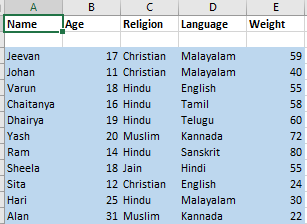 A B C D E
Name Age Religion Language Weight
Jeevan 17 Christian Malayalam 59
Johan 11 Christian Malayalam 40
Varun 18 Hindu English 55
Chaitanya 16 Hindu Tamil 58
Dhairya 19 Hindu Telugu 60
Yash 20 Muslim Kannada 72
Ram 14 Hindu Sanskrit 80
Sheela 18 Jain Hindi 55
Sita 12 Christian English 24
Hari 25 Hindu Malayalam 30
Alan 31 Muslim Kannada 22